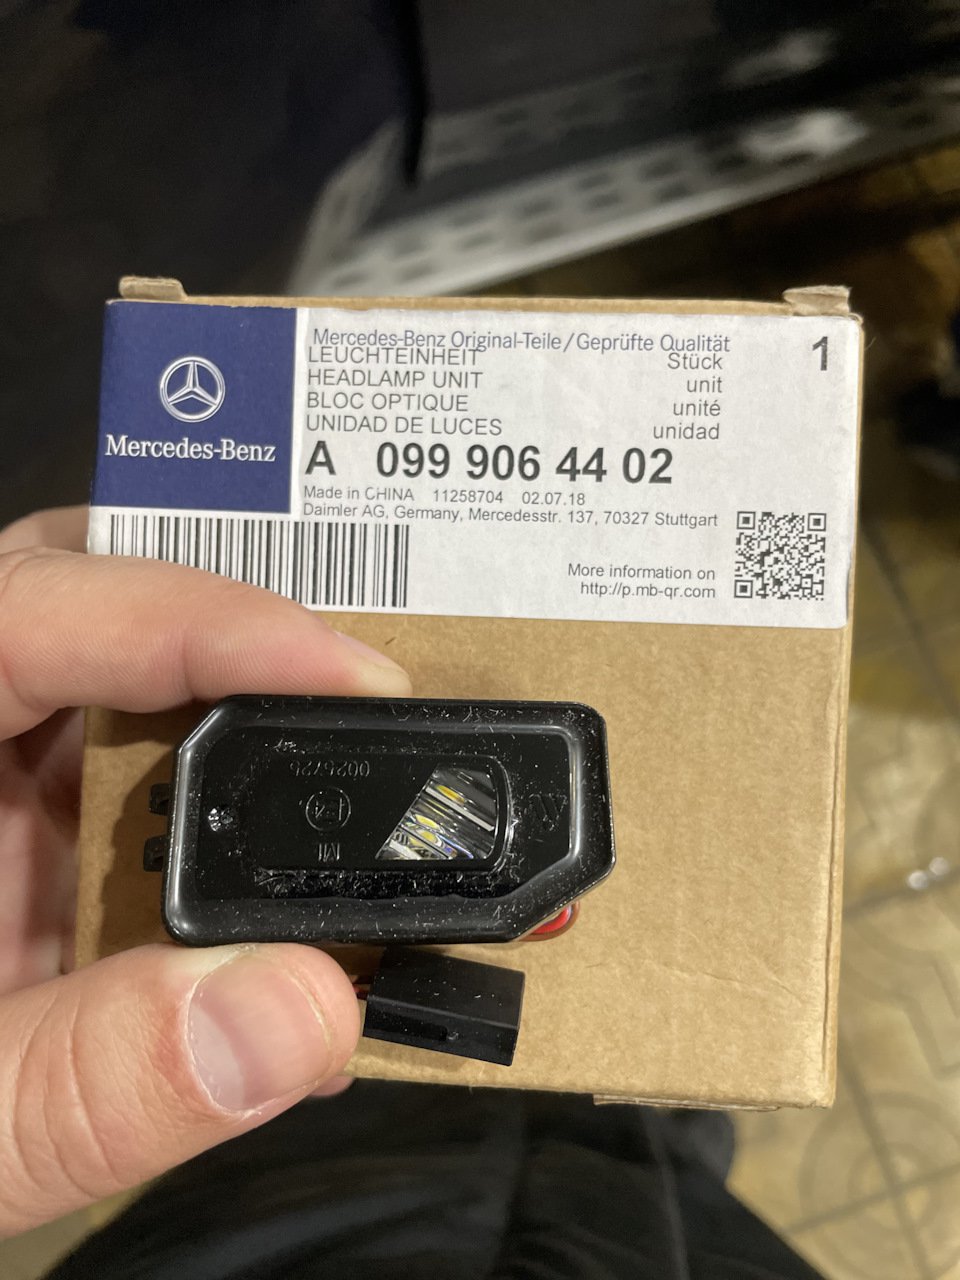 Mercedes-Benz
Mercedes-Benz Original-Teile/Geprüfte Qualität
LEUCHTEINHEIT Stück 1
HEADLAMP UNIT unit
BLOC OPTIQUE unité
UNIDAD DE LUCES unidad
A 099 906 44 02
Made in CHINA 11258704 02.07.18
Daimler AG, Germany, Mercedesstr. 137, 70327 Stuttgart
More information on
http://p.mb-qr.com